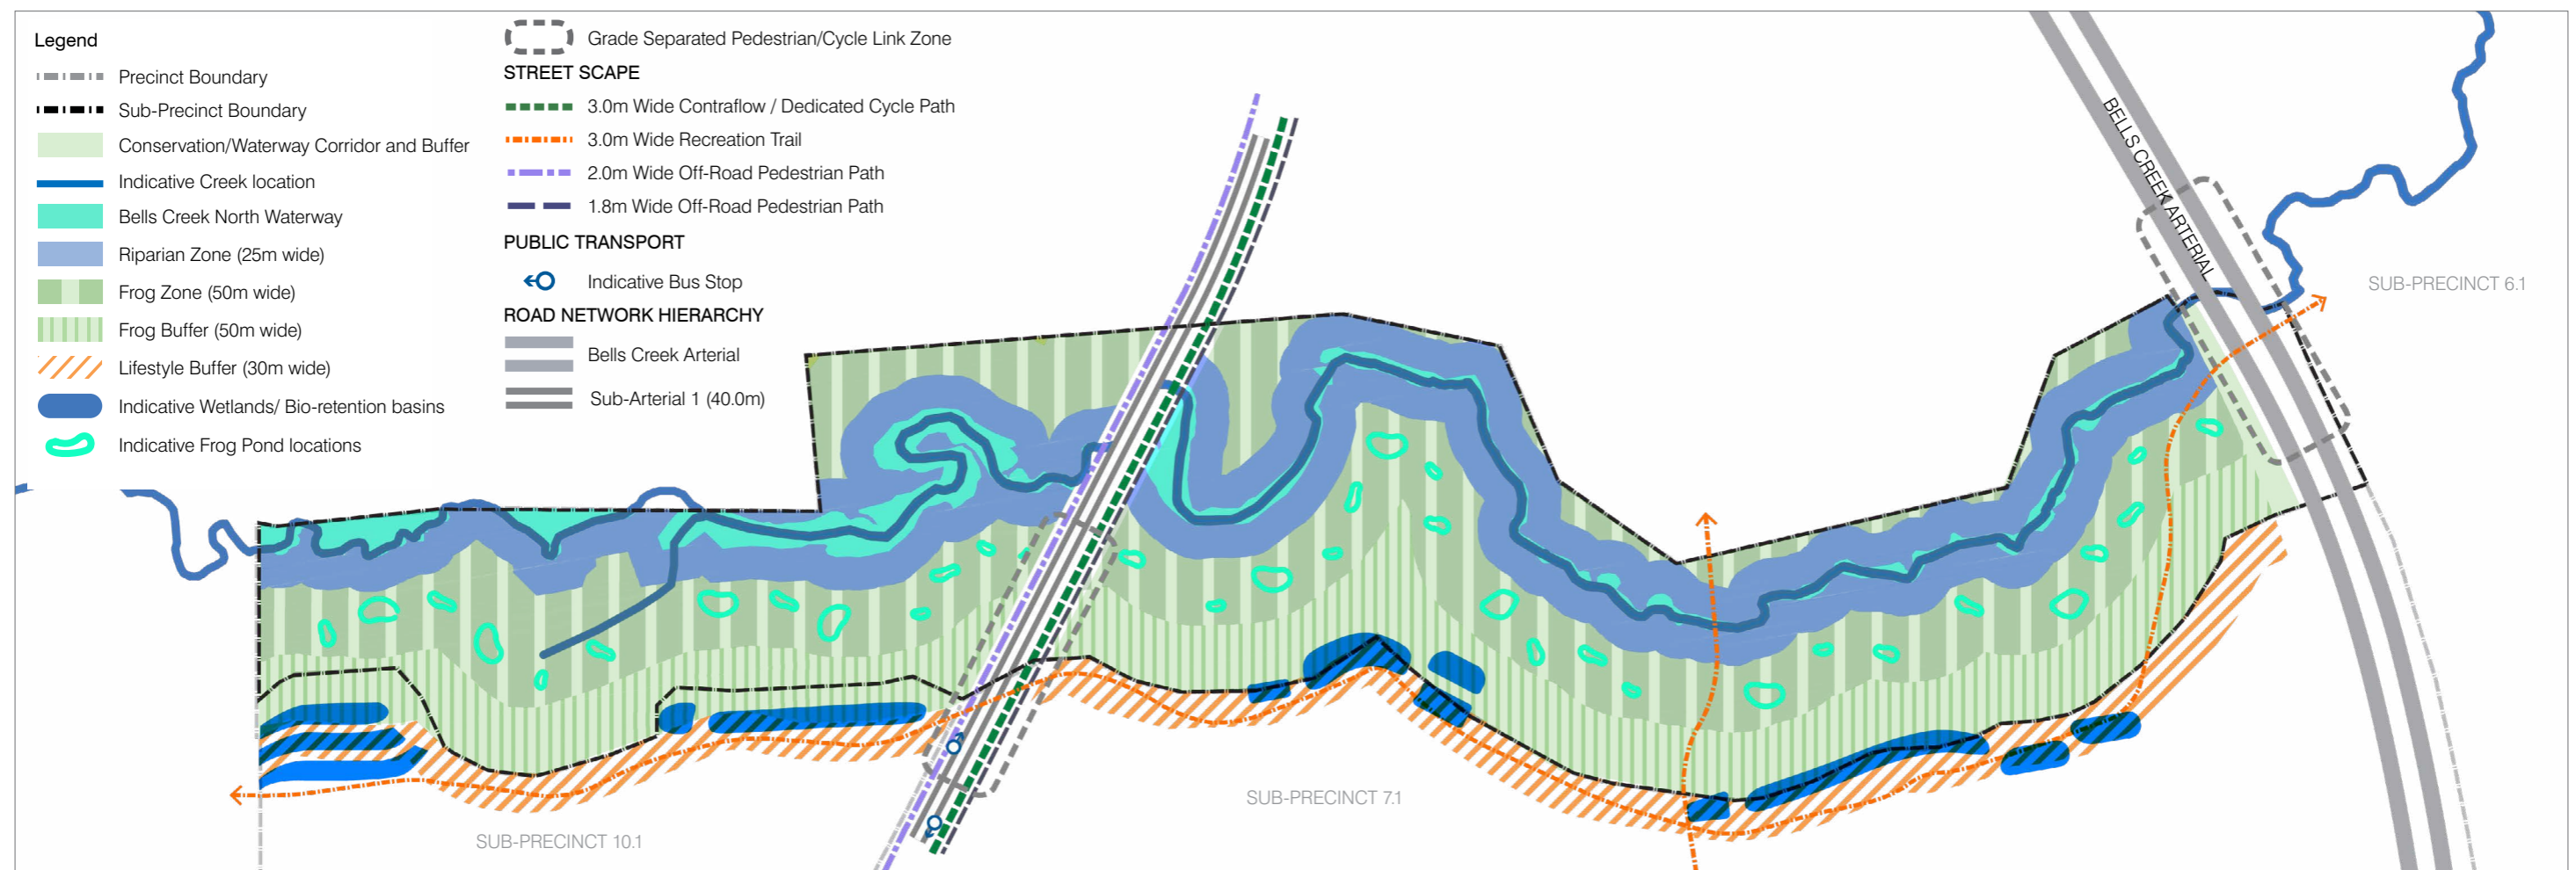 Legend
Precinct Boundary
Sub-Precinct Boundary
Conservation/Waterway Corridor and Buffer
Indicative Creek location
Bells Creek North Waterway
Riparian Zone (25m wide)
Frog Zone (50m wide)
Frog Buffer (50m wide)
Lifestyle Buffer (30m wide)
Indicative Wetlands/ Bio-retention basins
Indicative Frog Pond locations
Grade Separated Pedestrian/Cycle Link Zone
STREET SCAPE
3.0m Wide Contraflow / Dedicated Cycle Path
3.0m Wide Recreation Trail
2.0m Wide Off-Road Pedestrian Path
1.8m Wide Off-Road Pedestrian Path
PUBLIC TRANSPORT
Indicative Bus Stop
ROAD NETWORK HIERARCHY
Bells Creek Arterial
Sub-Arterial 1 (40.0m)
BELLS CREEK ARTERIAL
SUB-PRECINCT 6.1
SUB-PRECINCT 7.1
SUB-PRECINCT 10.1